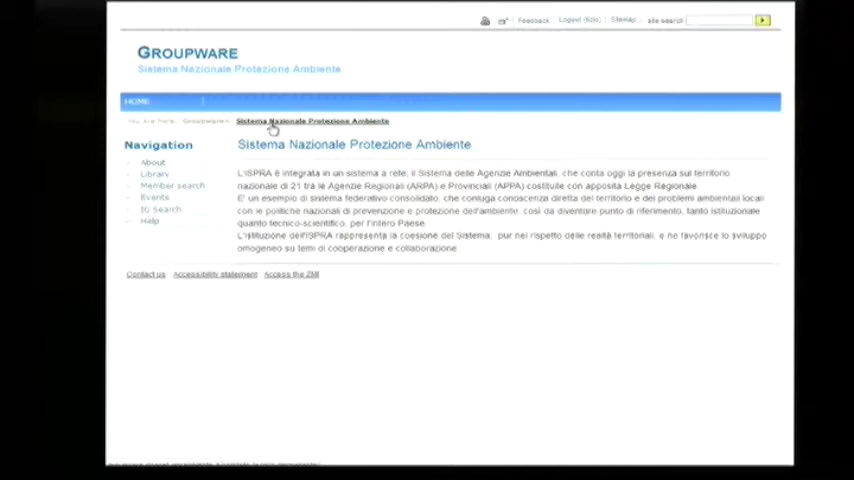 Feedback Logout (tizio) Sitemap site search
GROUPWARE
Sistema Nazionale Protezione Ambiente
HOME
You are here: Groupware Sistema Nazionale Protezione Ambiente
Navigation
About
Library
Member search
Events
IG Search
Help
Sistema Nazionale Protezione Ambiente
L'ISPRA è integrata in un sistema a rete, il Sistema delle Agenzie Ambientali, che conta oggi la presenza sul territorio
nazionale di 21 tra le Agenzie Regionali (ARPA) e Provinciali (APPA) costituite con apposita Legge Regionale
E' un esempio di sistema federativo consolidato, che coniuga conoscenza diretta del territorio e dei problemi ambientali locali
con le politiche nazionali di prevenzione e protezione dell'ambiente, così da diventare punto di riferimento, tanto istituzionale
quanto tecnico-scientifico, per l'intero Paese
L'istituzione dell'ISPRA rappresenta la coesione del Sistema, pur nel rispetto delle realtà territoriali, e ne favorisce lo sviluppo
omogeneo su temi di cooperazione e collaborazione
Contact us Accessibility statement Access the ZMI